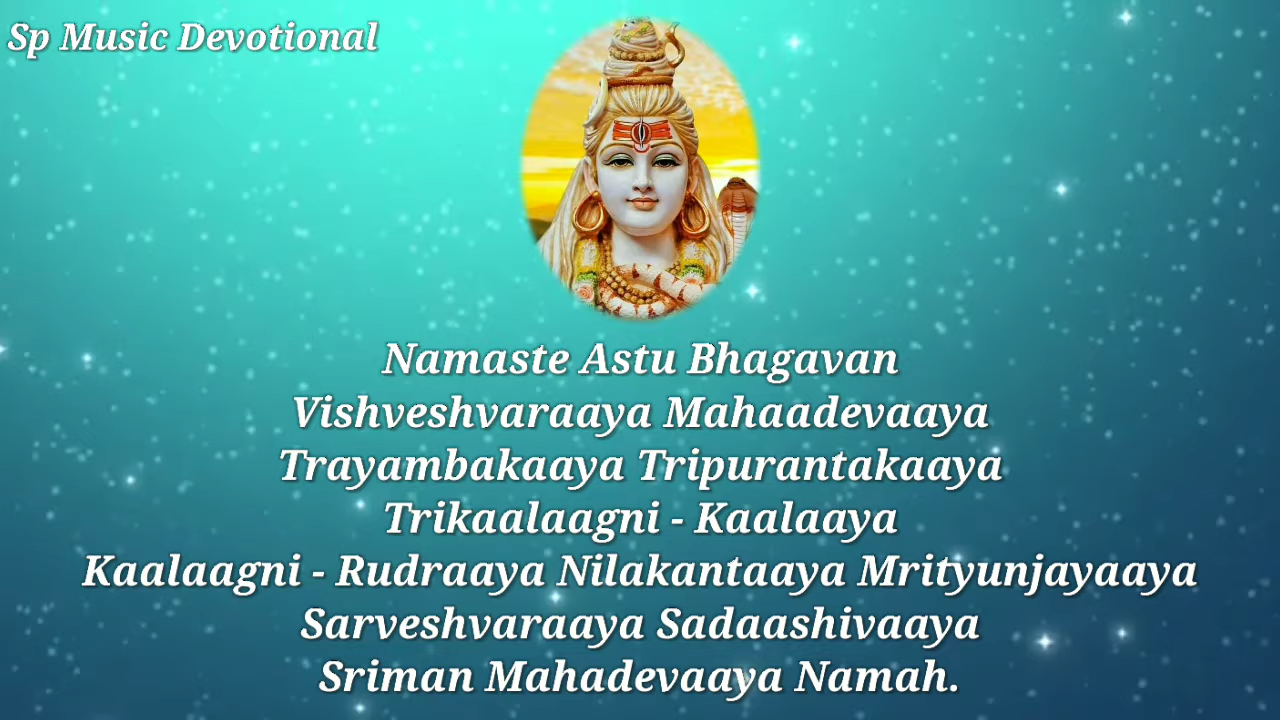 Sp Music Devotional
Namaste Astu Bhagavan
Vishveshvaraaya Mahaadevaaya
Trayambakaaya Tripurantakaaya
Trikaalaagni - Kaalaaya
Kaalaagni - Rudraaya Nilakantaaya Mrityunjayaaya
Sarveshvaraaya Sadaashivaaya
Sriman Mahadevaaya Namah.